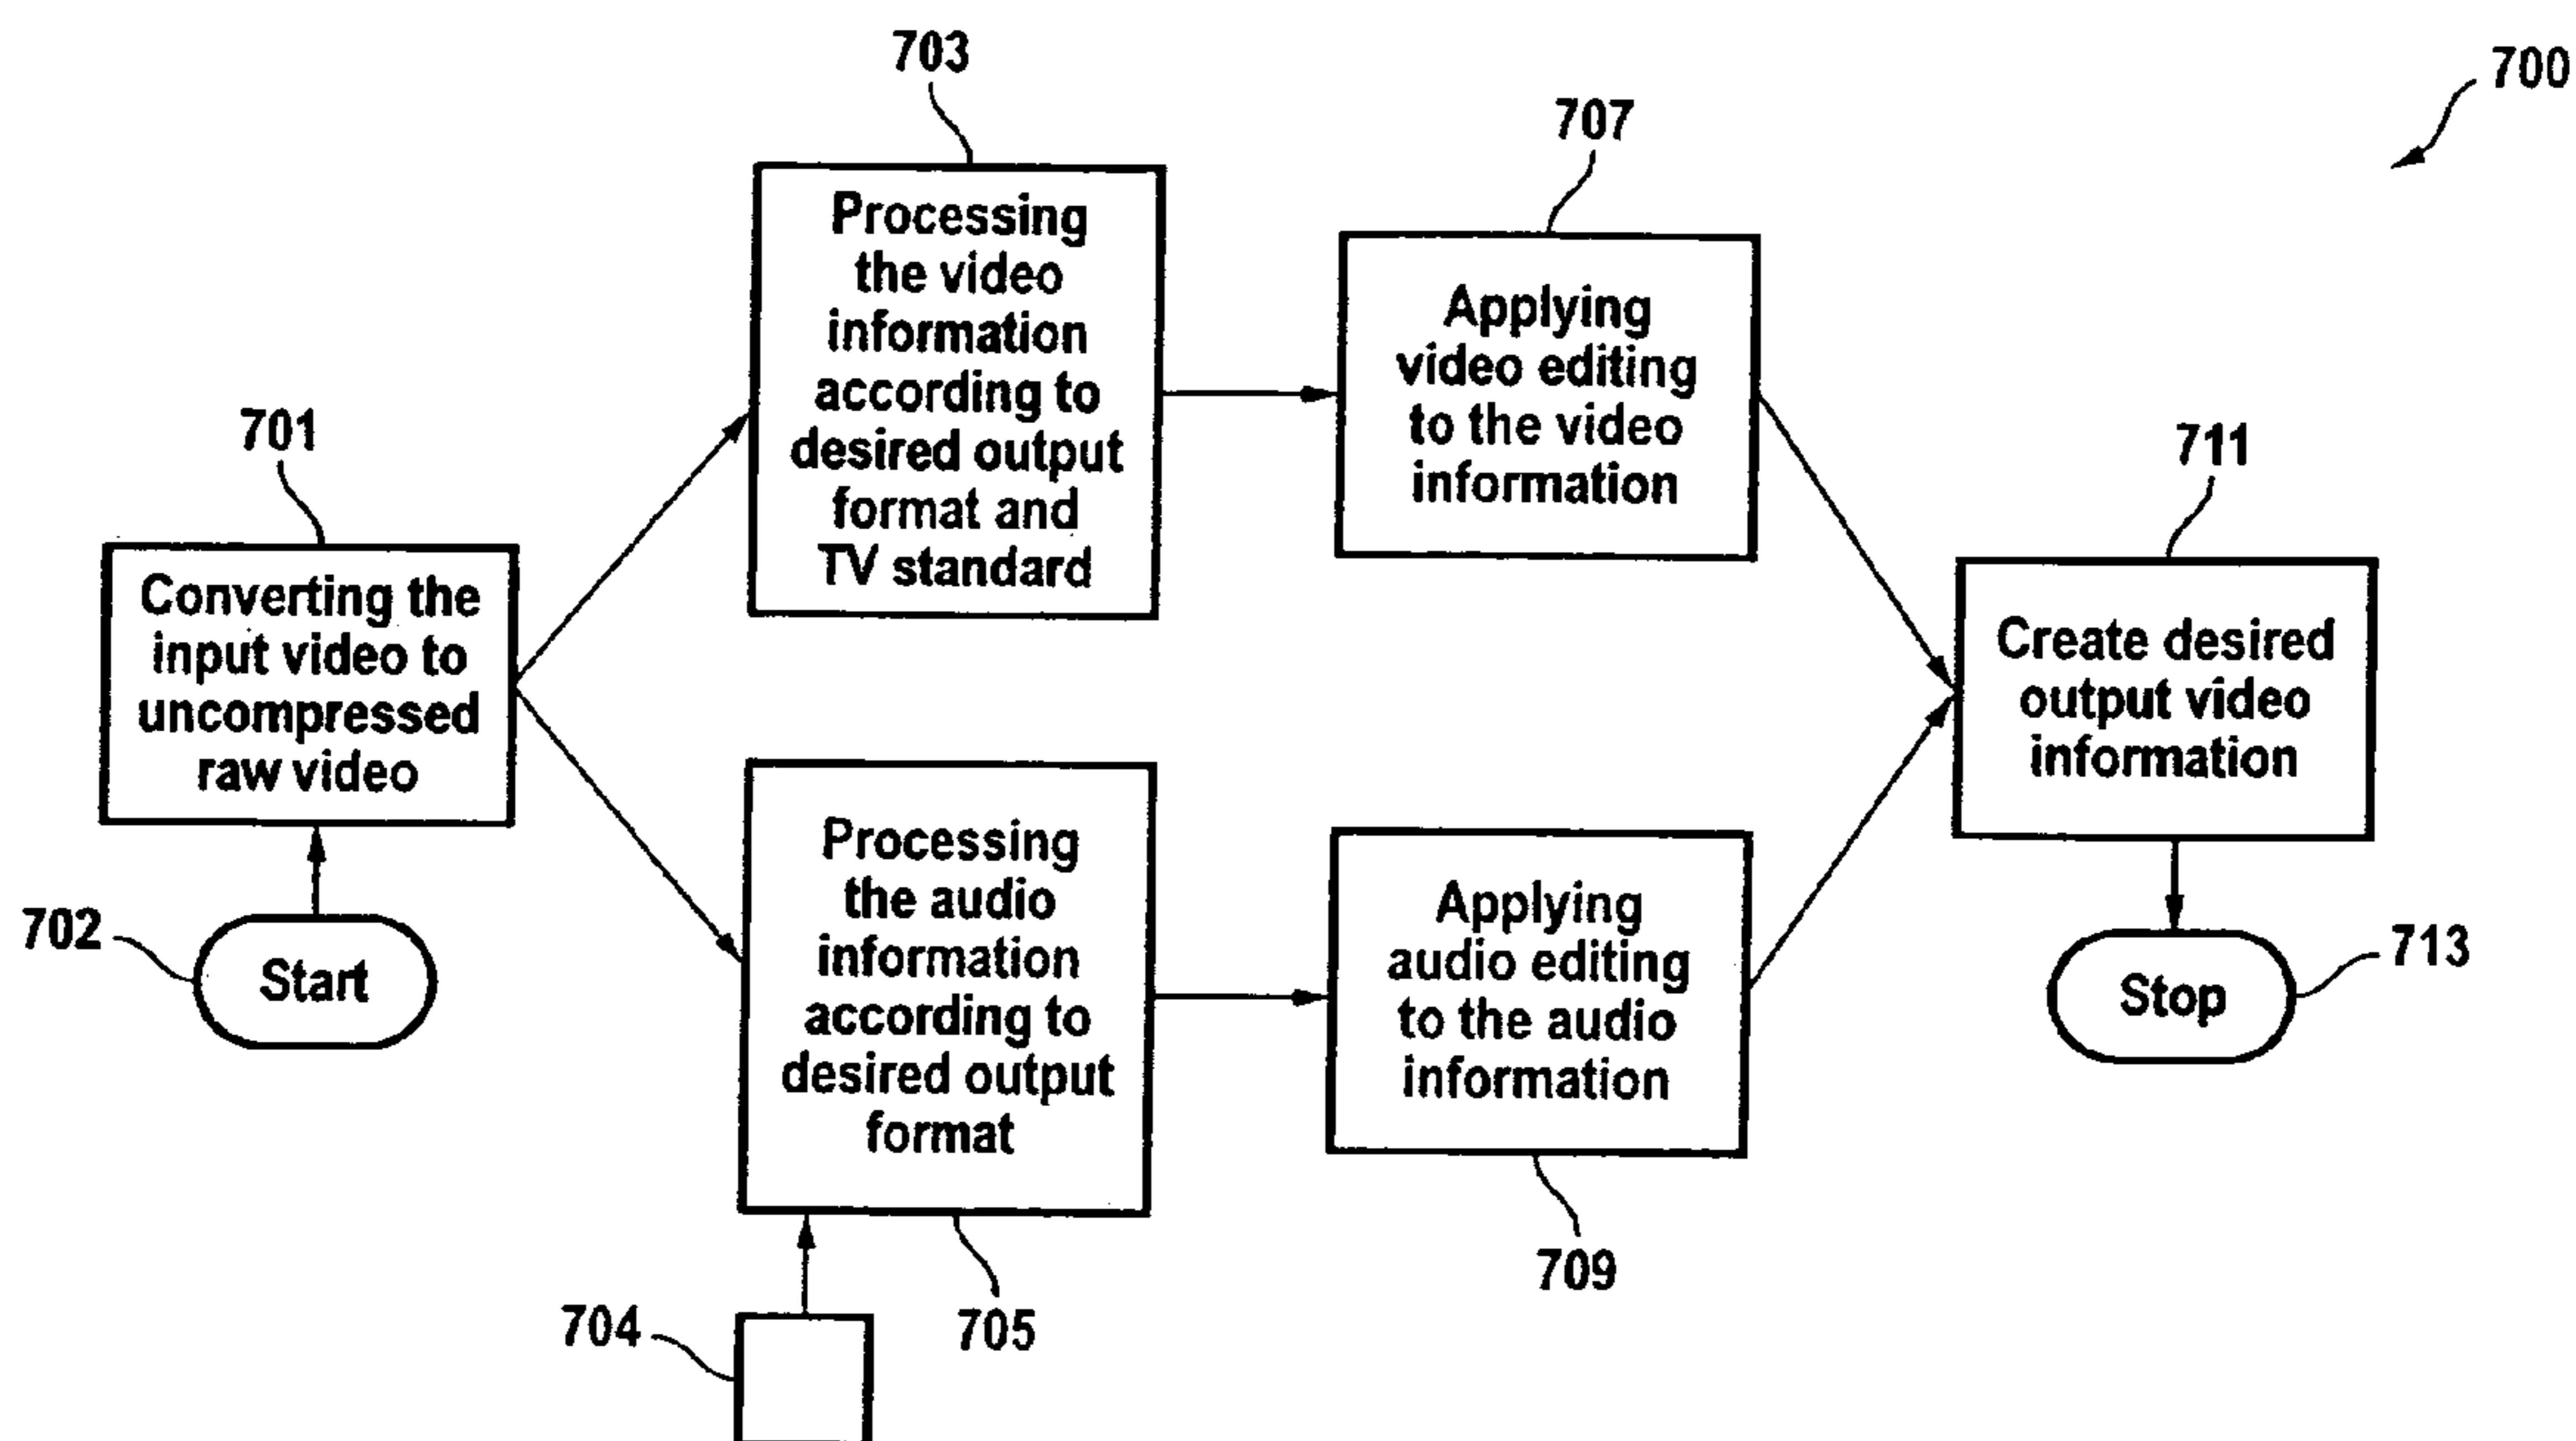 700
703
Processing
the video
information
according to
desired output
format and
TV standard
707
Applying
video editing
to the video
information
701
Converting the
input video to
uncompressed
raw video
702
Start
705
Processing
the audio
information
according to
desired output
format
704
709
Applying
audio editing
to the audio
information
711
Create desired
output video
information
713
Stop